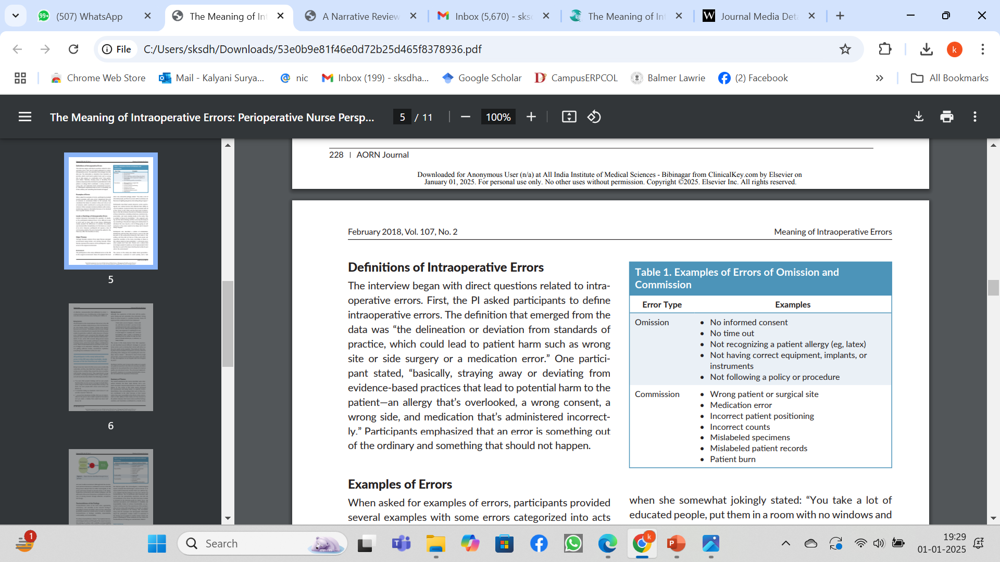 99+
(507) WhatsApp
The Meaning of Int
A Narrative Review
Inbox (5,670) - sks
The Meaning of Int
W
Journal Media Deta
File
C:/Users/sksdh/Downloads/53e0b9e81f46e0d72b25d465f8378936.pdf
k
Chrome Web Store
Mail - Kalyani Surya...
nic
Inbox (199) - sksdha...
Google Scholar
CampusERPCOL
Balmer Lawrie
(2) Facebook
All Bookmarks
The Meaning of Intraoperative Errors: Perioperative Nurse Persp...
5 / 11
100%
5
6
228 | AORN Journal
Downloaded for Anonymous User (n/a) at All India Institute of Medical Sciences - Bibinagar from ClinicalKey.com by Elsevier on
January 01, 2025. For personal use only. No other uses without permission. Copyright ©2025. Elsevier Inc. All rights reserved.
February 2018, Vol. 107, No. 2
Meaning of Intraoperative Errors
Definitions of Intraoperative Errors
The interview began with direct questions related to intra-
operative errors. First, the PI asked participants to define
intraoperative errors. The definition that emerged from the
data was “the delineation or deviation from standards of
practice, which could lead to patient harm such as wrong
site or side surgery or a medication error.” One partici-
pant stated, “basically, straying away or deviating from
evidence-based practices that lead to potential harm to the
patient—an allergy that’s overlooked, a wrong consent, a
wrong side, and medication that’s administered incorrect-
ly.” Participants emphasized that an error is something out
of the ordinary and something that should not happen.
Examples of Errors
When asked for examples of errors, participants provided
several examples with some errors categorized into acts
Table 1. Examples of Errors of Omission and
Commission
Error Type Examples
Omission
• No informed consent
• No time out
• Not recognizing a patient allergy (eg, latex)
• Not having correct equipment, implants, or
instruments
• Not following a policy or procedure
Commission
• Wrong patient or surgical site
• Medication error
• Incorrect patient positioning
• Incorrect counts
• Mislabeled specimens
• Mislabeled patient records
• Patient burn
when she somewhat jokingly stated: “You take a lot of
educated people, put them in a room with no windows and
1
Search
k
19:29
01-01-2025